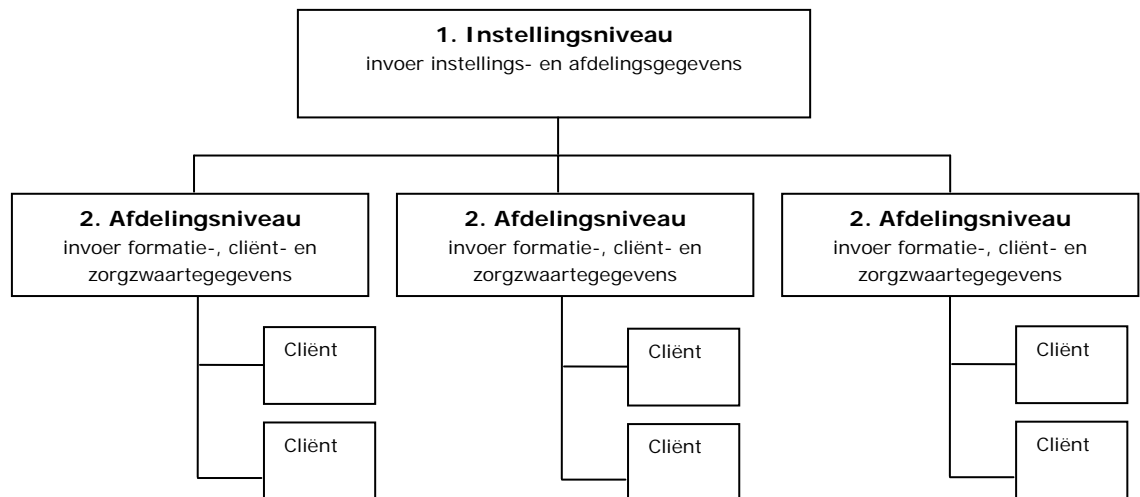 1. Instellingsniveau
invoer instellings- en afdelingsgegevens
2. Afdelingsniveau
invoer formatie-, cliënt- en
zorgzwaartegegevens
2. Afdelingsniveau
invoer formatie-, cliënt- en
zorgzwaartegegevens
2. Afdelingsniveau
invoer formatie-, cliënt- en
zorgzwaartegegevens
Cliënt
Cliënt
Cliënt
Cliënt
Cliënt
Cliënt